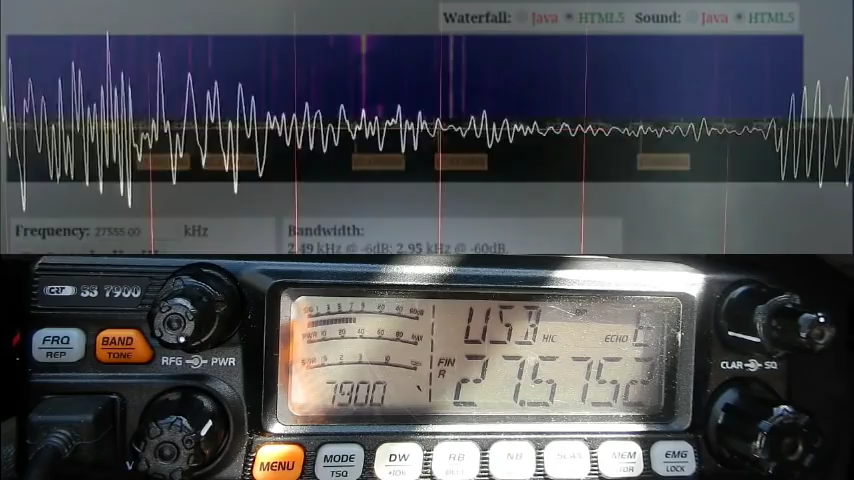 Waterfall: Java HTML5 Sound: Java HTML5
Frequency: 27555.00 kHz
Bandwidth:
2.49 kHz @ -6dB; 2.95 kHz @ -60dB.
CRT SS 7900
FRQ
REP
BAND
TONE
RFG PWR
USB
HIC
ECHO
FIN
R
27.575
7900
CLAR SQ
MENU
MODE
TSQ
DW
RB
NB
SCAN
MEM
EMG
LOCK